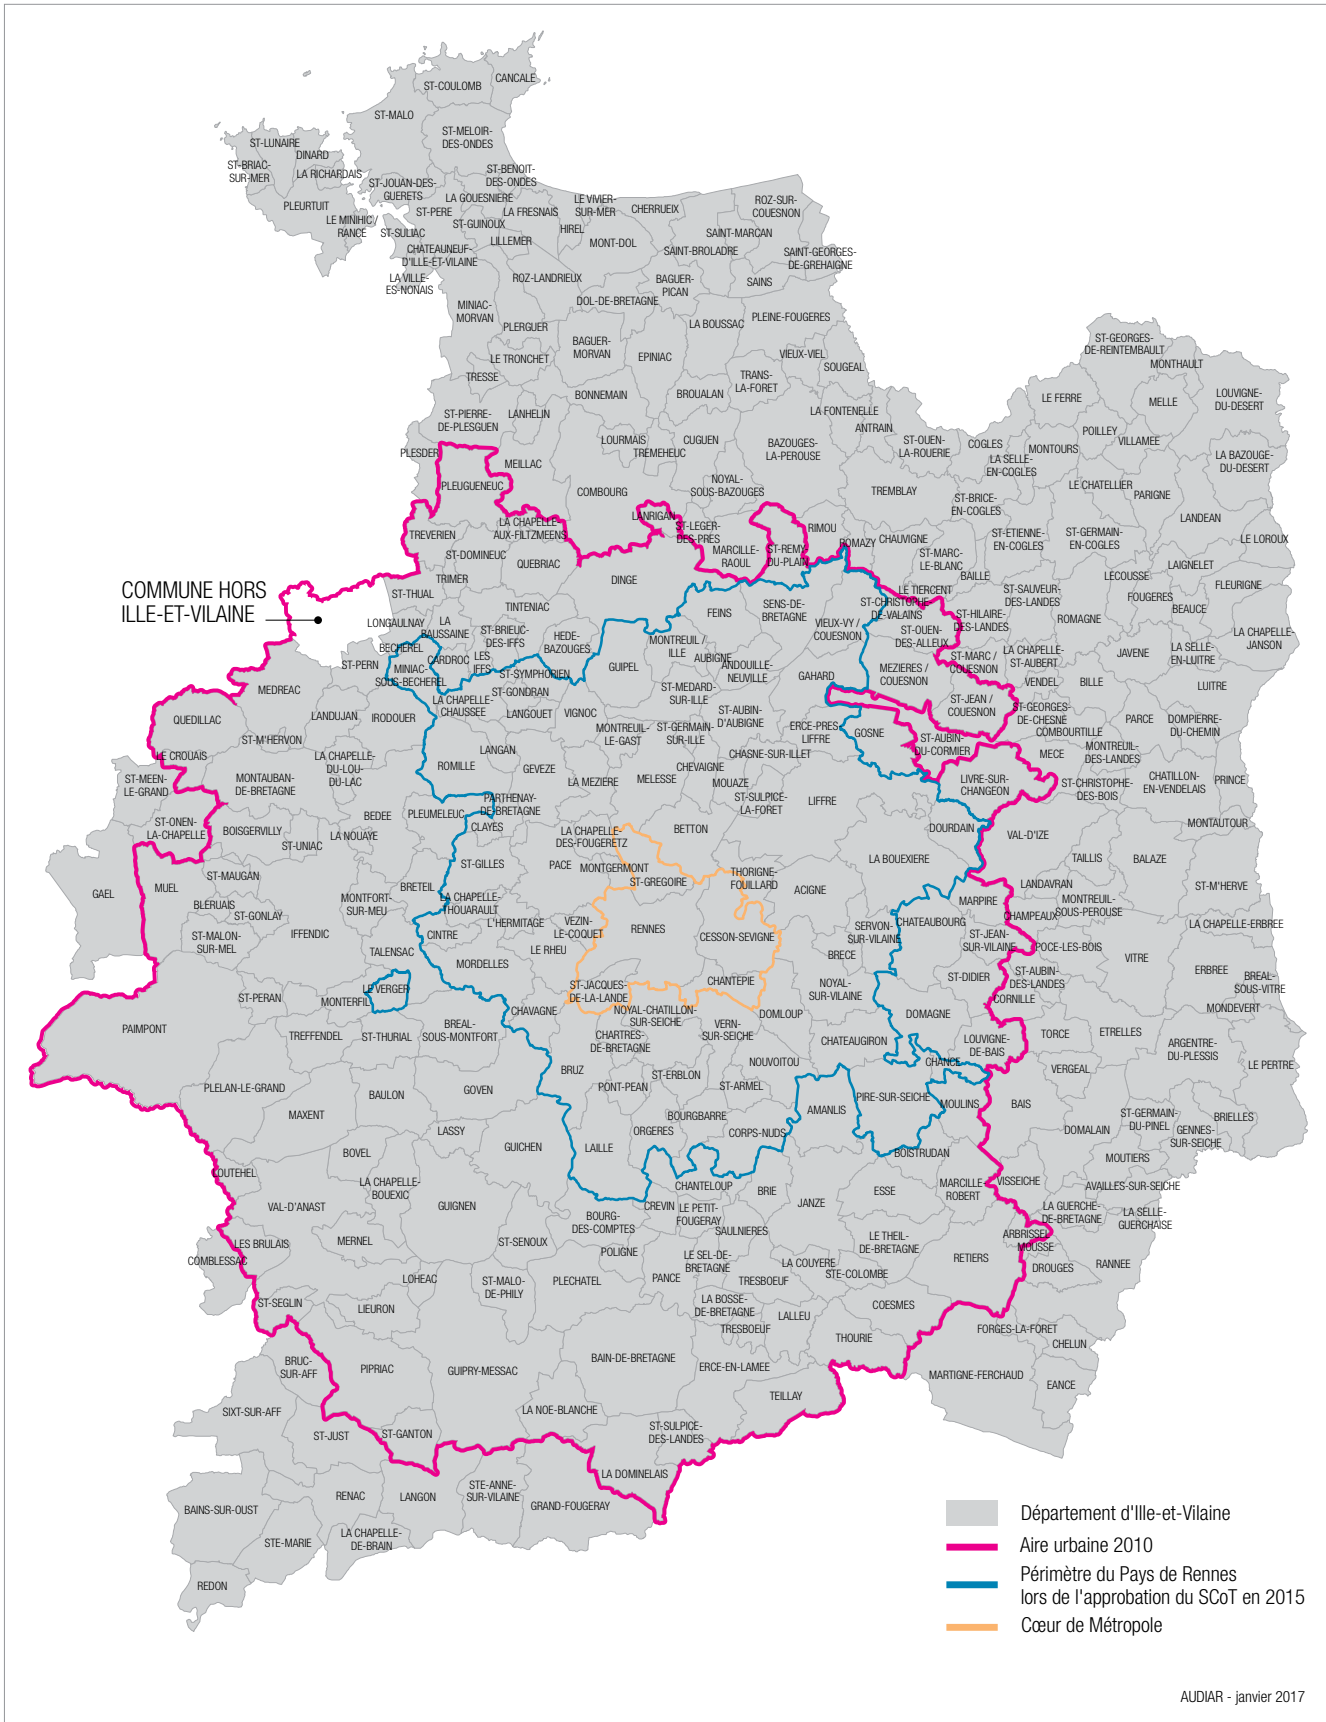 CANCALE
ST-COULOMB
ST-MALO
ST-MELOIR-
DES-ONDES
ST-LUNAIRE
DINARD
ST-BRIAC-
SUR-MER
LA RICHARDAIS
ST-BENOIT-
DES-ONDES
ST-JOUAN-DES-
GUERETS
PLEURTUIT
LA GOUESNIERE
LE VIVIER-
SUR-MER
CHERRUEIX
ROZ-SUR-
COUESNON
ST-PERE
LA FRESNAIS
LE MINIHIC /
RANCE
ST-SULIAC
ST-GUINOUX
HIREL
LILLEMER
MONT-DOL
SAINT-MARCAN
SAINT-BROLADRE
CHATEAUNEUF-
D'ILLE-ET-VILAINE
SAINT-GEORGES-
DE-GREHAIGNE
LA VILLE-
ES-NONAIS
ROZ-LANDRIEUX
BAGUER-
PICAN
SAINS
DOL-DE-BRETAGNE
MINIAC-
MORVAN
PLERGUER
LA BOUSSAC
PLEINE-FOUGERES
BAGUER-
MORVAN
EPINIAC
LE TRONCHET
VIEUX-VIEL
SOUGEAL
TRESSE
TRANS-
LA-FORET
BONNEMAIN
BROUALAN
ST-GEORGES-
DE-REINTEMBAULT
MONTHAULT
LOUVIGNE-
DU-DESERT
LE FERRE
MELLE
ST-PIERRE-
DE-PLESGUEN
LANHELIN
LA FONTENELLE
ANTRAIN
POILLEY
VILLAMEE
LOURMAIS
CUGUEN
TREMEHEUC
BAZOUGES-
LA-PEROUSE
ST-OUEN-
LA-ROUERIE
COGLES
MONTOURS
LA BAZOUGE-
DU-DESERT
PLESDER
MEILLAC
LA SELLE-
EN-COGLES
PLEUGUENEUC
COMBOURG
NOYAL-
SOUS-BAZOUGES
TREMBLAY
ST-BRICE-
EN-COGLES
LE CHATELLIER
PARIGNE
LANDEAN
LANRIGAN
ST-LEGER-
DES-PRES
RIMOU
LA CHAPELLE-
AUX-FILTZMEENS
TREVERIEN
ROMAZY
CHAUVIGNE
ST-ETIENNE-
EN-COGLES
ST-GERMAIN-
EN-COGLES
LE LOROUX
ST-DOMINEUC
QUEBRIAC
MARCILLE-
RAOUL
ST-REMY-
DU-PLAIN
ST-MARC-
LE-BLANC
LAIGNELET
TRIMER
DINGE
BAILLE
LECOUSSE
FLEURIGNE
COMMUNE HORS
ILLE-ET-VILAINE
ST-THUAL
LE TIERCENT
ST-SAUVEUR-
DES-LANDES
FOUGERES
BEAUCE
TINTENIAC
FEINS
SENS-DE-
BRETAGNE
ST-CHRISTOPHE-
DE-VALAINS
ST-HILAIRE-
DES-LANDES
ROMAGNE
LONGAULNAY
LA
BAUSSAINE
VIEUX-VY /
COUESNON
ST-OUEN-
DES-ALLEUX
LA CHAPELLE-
JANSON
ST-BRIEUC-
DES-IFFS
HEDE-
BAZOUGES
MONTREUIL /
ILLE
BECHEREL
CARDROC
LES
IFFS
AUBIGNE
ST-MARC /
COUESNON
LA CHAPELLE-
ST-AUBERT
JAVENE
LA SELLE-
EN-LUITRE
ST-PERN
MINIAC-
SOUS-BECHEREL
ST-SYMPHORIEN
GUIPEL
ANDOUILLE-
NEUVILLE
GAHARD
MEZIERES /
COUESNON
VENDEL
BILLE
LUITRE
MEDREAC
ST-GONDRAN
ST-MEDARD-
SUR-ILLE
LA CHAPELLE-
CHAUSSEE
LANGOUET
VIGNOC
ST-JEAN /
COUESNON
QUEDILLAC
LANDUJAN
IRODOUER
ST-AUBIN-
D'AUBIGNE
ST-GEORGES-
DE-CHESNE
PARCE
DOMPIERRE-
DU-CHEMIN
MONTREUIL-
LE-GAST
ST-GERMAIN-
SUR-ILLE
ERCE-PRES
LIFFRE
GOSNE
COMBOURTILLE
ST-M'HERVON
LANGAN
ST-AUBIN-
DU-CORMIER
LE CROUAIS
LA CHAPELLE-
DU-LOU-
DU-LAC
ROMILLE
GEVEZE
CHASNE-SUR-ILLET
MECE
MONTREUIL-
DES-LANDES
CHEVAIGNE
ST-MEEN-
LE-GRAND
MONTAUBAN-
DE-BRETAGNE
LA MEZIERE
MELESSE
MOUAZE
LIVRE-SUR-
CHANGEON
ST-CHRISTOPHE-
DES-BOIS
CHATILLON-
EN-VENDELAIS
PRINCE
PARTHENAY-
DE-BRETAGNE
ST-SULPICE-
LA-FORET
LIFFRE
ST-ONEN-
LA-CHAPELLE
BOISGERVILLY
BEDEE
PLEUMELEUC
CLAYES
MONTAUTOUR
LA NOUAYE
LA CHAPELLE-
DES-FOUGERETZ
BETTON
DOURDAIN
VAL-D'IZE
ST-UNIAC
ST-GILLES
PACE
MONTGERMONT
LA BOUEXIERE
TAILLIS
BALAZE
GAEL
MUEL
ST-MAUGAN
BRETEIL
ST-GREGOIRE
THORIGNE-
FOUILLARD
ACIGNE
LANDAVRAN
ST-M'HERVE
BLERUAIS
MONTFORT-
SUR-MEU
LA CHAPELLE-
THOUARAULT
MARPIRE
MONTREUIL-
SOUS-PEROUSE
ST-GONLAY
L'HERMITAGE
VEZIN-
LE-COQUET
CHATEAUBOURG
CHAMPEAUX
LA CHAPELLE-ERBREE
ST-MALON-
SUR-MEL
IFFENDIC
CINTRE
RENNES
CESSON-SEVIGNE
SERVON-
SUR-VILAINE
ST-JEAN-
SUR-VILAINE
POCE-LES-BOIS
TALENSAC
LE RHEU
BRECE
VITRE
MORDELLES
ST-DIDIER
ST-AUBIN-
DES-LANDES
ERBREE
BREAL-
SOUS-VITRE
ST-PERAN
MONTERFIL
LE VERGER
ST-JACQUES-
DE-LA-LANDE
CHANTEPIE
NOYAL-
SUR-VILAINE
CORNILLE
CHAVAGNE
NOYAL-CHATILLON-
SUR-SEICHE
DOMLOUP
DOMAGNE
MONDEVERT
PAIMPONT
TREFFENDEL
ST-THURIAL
BREAL-
SOUS-MONTFORT
CHARTRES-
DE-BRETAGNE
VERN-
SUR-SEICHE
CHATEAUGIRON
LOUVIGNE-
DE-BAIS
TORCE
ETRELLES
ARGENTRE-
DU-PLESSIS
BRUZ
NOUVOITOU
CHANCE
VERGEAL
LE PERTRE
PLELAN-LE-GRAND
BAULON
GOVEN
PONT-PEAN
ST-ERBLON
ST-ARMEL
PIRE-SUR-SEICHE
MAXENT
AMANLIS
MOULINS
BAIS
BOURGBARRE
ST-GERMAIN-
DU-PINEL
BRIELLES
LASSY
ORGERES
CORPS-NUDS
DOMALAIN
GENNES-
SUR-SEICHE
BOVEL
GUICHEN
LAILLE
BOISTRUDAN
MOUTIERS
LOUTEHEL
LA CHAPELLE-
BOUEXIC
CHANTELOUP
BRIE
ESSE
MARCILLE-
ROBERT
VISSEICHE
AVAILLES-SUR-SEICHE
VAL-D'ANAST
GUIGNEN
CREVIN
LE PETIT-
FOUGERAY
JANZE
LA GUERCHE-
DE-BRETAGNE
LA SELLE-
GUERCHAISE
BOURG-
DES-COMPTES
SAULNIERES
LES BRULAIS
MERNEL
ST-SENOUX
LE THEIL-
DE-BRETAGNE
ARBRISSEL
MOUSSE
COMBLESSAC
POLIGNE
LE SEL-DE-
BRETAGNE
LA COUYERE
RETIERS
DROUGES
RANNEE
LOHEAC
ST-MALO-
DE-PHILY
PLECHATEL
PANCE
TRESBOEUF
STE-COLOMBE
ST-SEGLIN
LIEURON
LA BOSSE-
DE-BRETAGNE
COESMES
TRESBOEUF
LALLEU
THOURIE
FORGES-LA-FORET
CHELUN
BRUC-
SUR-AFF
PIPRIAC
GUIPRY-MESSAC
BAIN-DE-BRETAGNE
ERCE-EN-LAMEE
MARTIGNE-FERCHAUD
EANCE
TEILLAY
SIXT-SUR-AFF
LA NOE-BLANCHE
ST-JUST
ST-GANTON
ST-SULPICE-
DES-LANDES
LA DOMINELAIS
STE-ANNE-
SUR-VILAINE
RENAC
LANGON
GRAND-FOUGERAY
BAINS-SUR-OUST
STE-MARIE
LA CHAPELLE-
DE-BRAIN
REDON
Département d'Ille-et-Vilaine
Aire urbaine 2010
Périmètre du Pays de Rennes
lors de l'approbation du SCoT en 2015
Cœur de Métropole
AUDIAR - janvier 2017